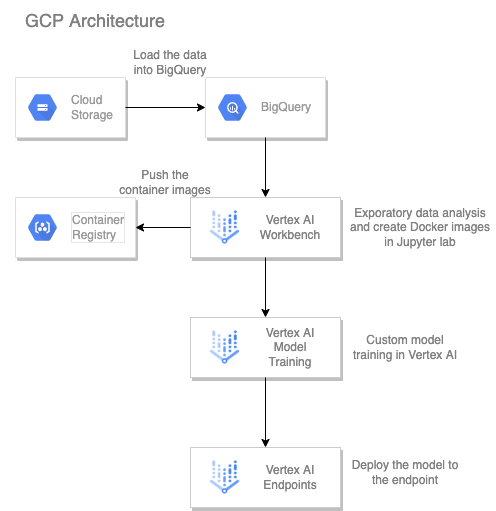 GCP Architecture
Load the data
into BigQuery
Cloud
Storage
BigQuery
Push the
container images
Container
Registry
Vertex AI
Workbench
Exporatory data analysis
and create Docker images
in Jupyter lab
Vertex AI
Model
Training
Custom model
training in Vertex AI
Vertex AI
Endpoints
Deploy the model to
the endpoint